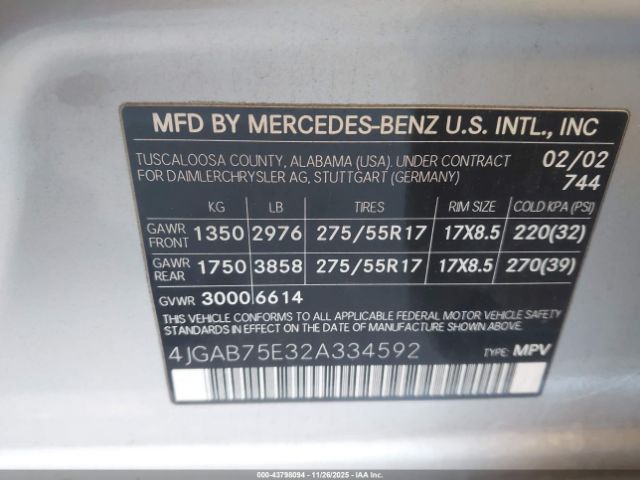 MFD BY MERCEDES-BENZ U.S. INTL., INC
TUSCALOOSA COUNTY, ALABAMA (USA). UNDER CONTRACT 02/02
FOR DAIMLERCHRYSLER AG, STUTTGART (GERMANY) 744
KG LB TIRES RIM SIZE COLD KPA (PSI)
GAWR FRONT 1350 2976 275/55R17 17X8.5 220(32)
GAWR REAR 1750 3858 275/55R17 17X8.5 270(39)
GVWR 3000 6614
THIS VEHICLE CONFORMS TO ALL APPLICABLE FEDERAL MOTOR VEHICLE SAFETY
STANDARDS IN EFFECT ON THE DATE OF MANUFACTURE SHOWN ABOVE.
4JGAB75E32A334592 TYPE: MPV
000-43798094 - 11/26/2025 - IAA Inc.